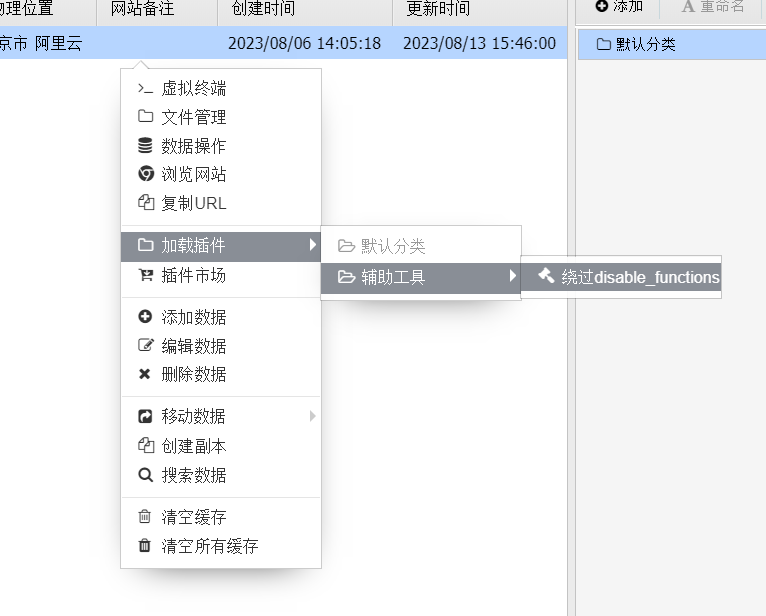 物理位置 网站备注 创建时间 更新时间
添加 重命名
京市 阿里云 2023/08/06 14:05:18 2023/08/13 15:46:00
默认分类
虚拟终端
文件管理
数据操作
浏览网站
复制URL
加载插件
默认分类
插件市场
辅助工具
绕过disable_functions
添加数据
编辑数据
删除数据
移动数据
创建副本
搜索数据
清空缓存
清空所有缓存